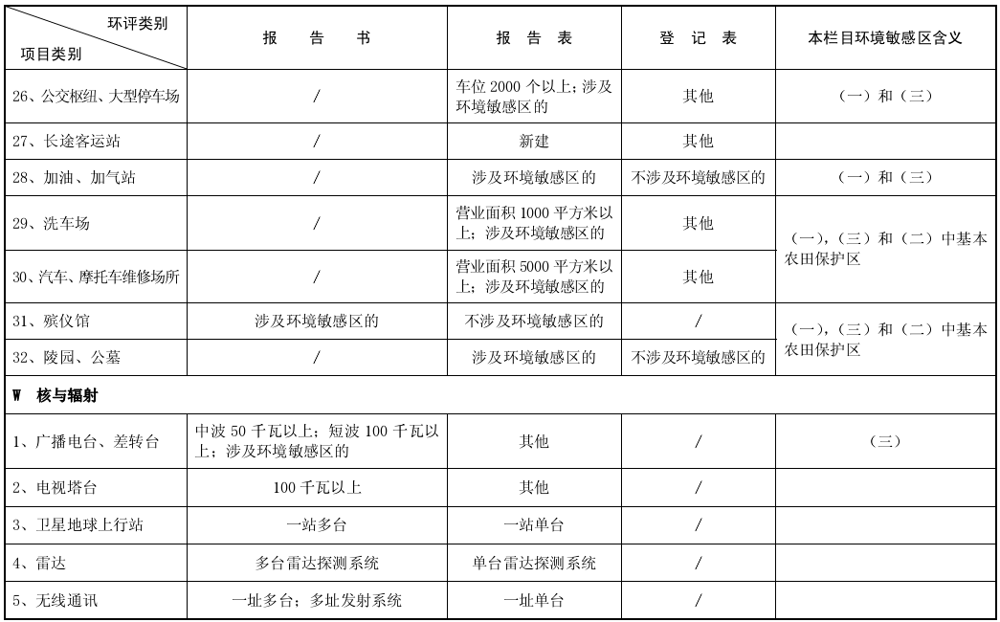 环评类别
项目类别
报 告 书
报 告 表
登 记 表
本栏目环境敏感区含义
26、公交枢纽、大型停车场
/
车位 2000 个以上；涉及
环境敏感区的
其他
（一）和（三）
27、长途客运站
/
新建
其他
28、加油、加气站
/
涉及环境敏感区的
不涉及环境敏感区的
（一）和（三）
29、洗车场
/
营业面积 1000 平方米以
上；涉及环境敏感区的
其他
（一），（三）和（二）中基本
农田保护区
30、汽车、摩托车维修场所
/
营业面积 5000 平方米以
上；涉及环境敏感区的
其他
31、殡仪馆
涉及环境敏感区的
不涉及环境敏感区的
/
（一），（三）和（二）中基本
农田保护区
32、陵园、公墓
/
涉及环境敏感区的
不涉及环境敏感区的
W 核与辐射
1、广播电台、差转台
中波 50 千瓦以上；短波 100 千瓦以
上；涉及环境敏感区的
其他
/
（三）
2、电视塔台
100 千瓦以上
其他
/
3、卫星地球上行站
一站多台
一站单台
/
4、雷达
多台雷达探测系统
单台雷达探测系统
/
5、无线通讯
一址多台；多址发射系统
一址单台
/